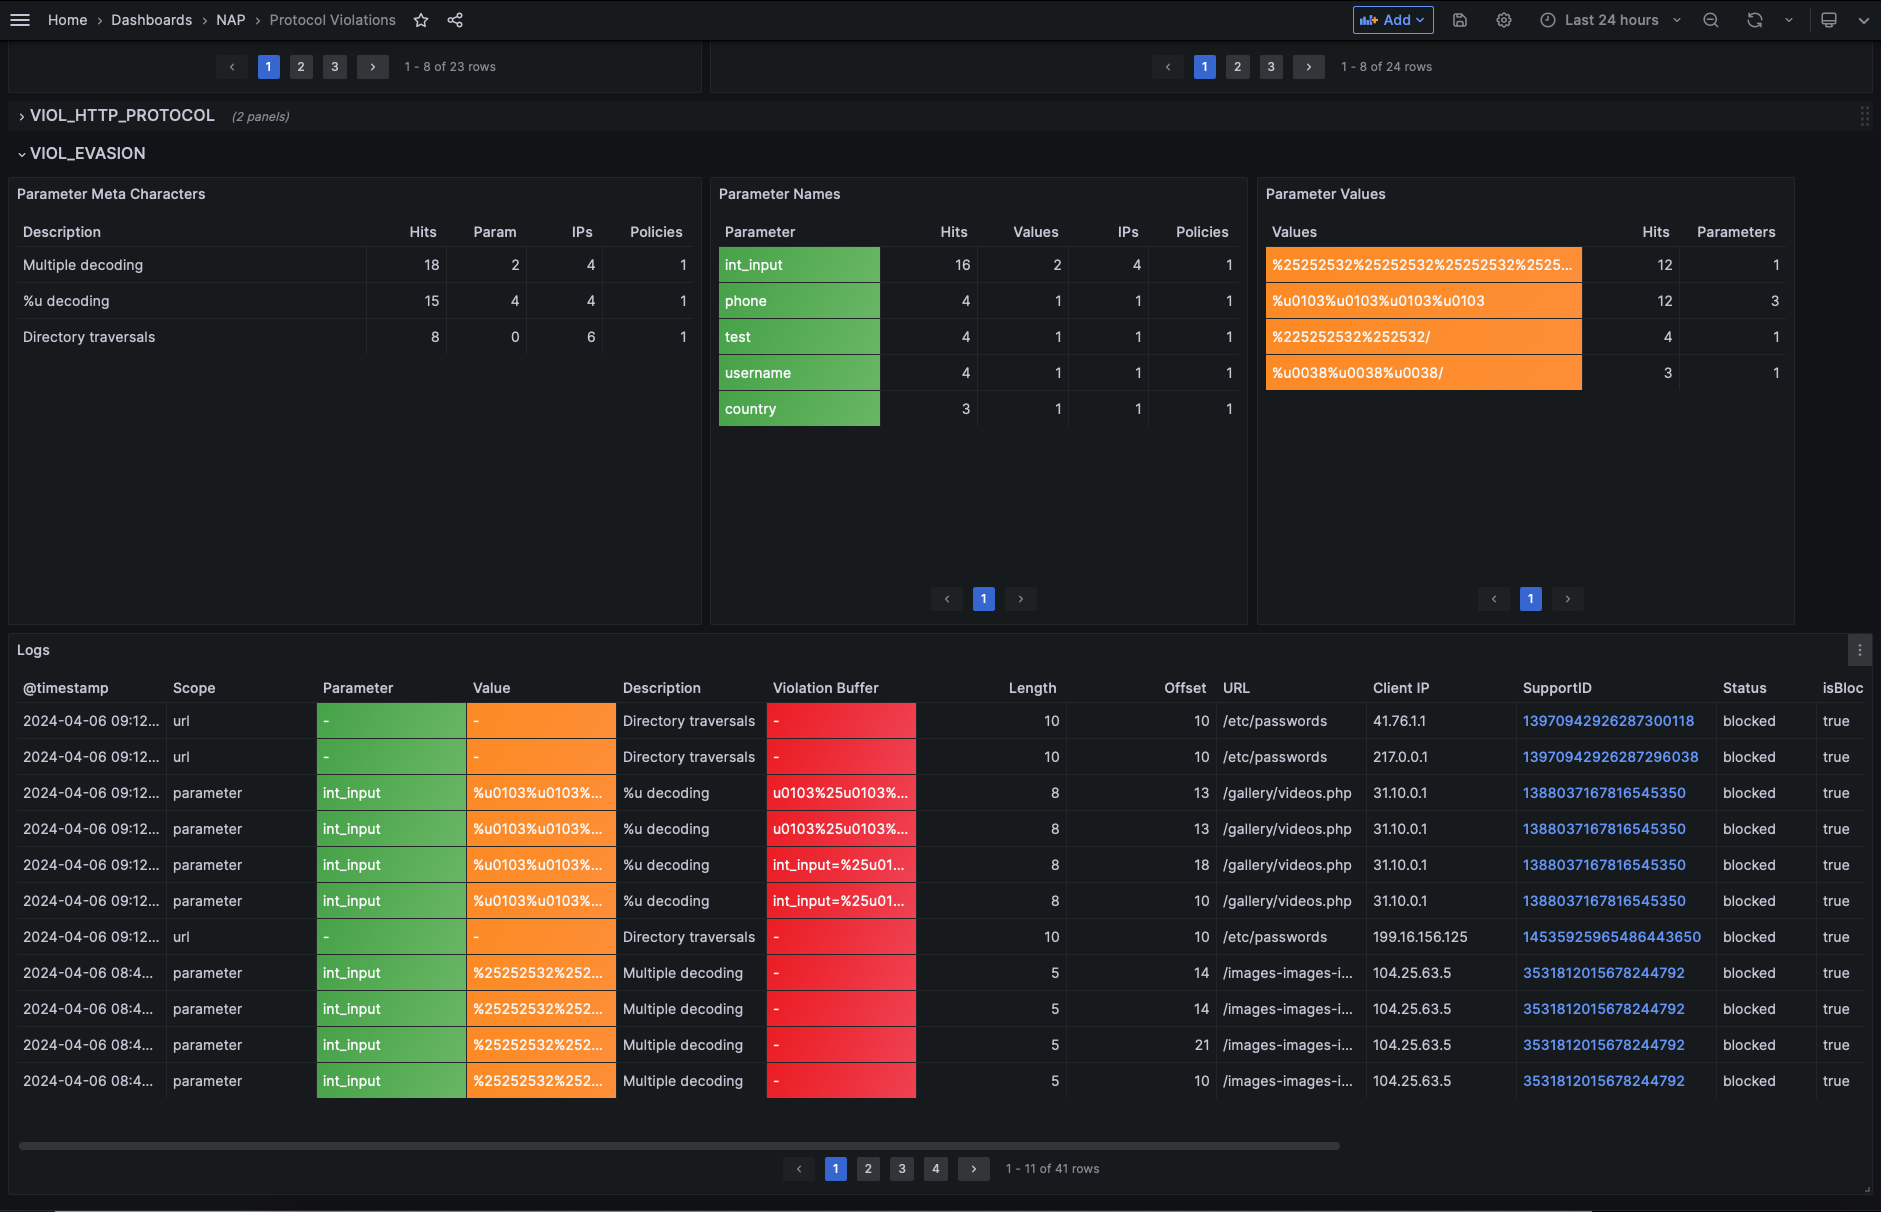 Home › Dashboards › NAP › Protocol Violations Add Last 24 hours
‹ 1 2 3 › 1 - 8 of 23 rows ‹ 1 2 3 › 1 - 8 of 24 rows
VIOL_HTTP_PROTOCOL (2 panels)
VIOL_EVASION
Parameter Meta Characters
Description Hits Param IPs Policies
Multiple decoding 18 2 4 1
%u decoding 15 4 4 1
Directory traversals 8 0 6 1
Parameter Names
Parameter Hits Values IPs Policies
int_input 16 2 4 1
phone 4 1 1 1
test 4 1 1 1
username 4 1 1 1
country 3 1 1 1
‹ 1 ›
Parameter Values
Values Hits Parameters
%25252532%25252532%25252532%2525... 12 1
%u0103%u0103%u0103%u0103 12 3
%225252532%252532/ 4 1
%u0038%u0038%u0038/ 3 1
‹ 1 ›
Logs
@timestamp Scope Parameter Value Description Violation Buffer Length Offset URL Client IP SupportID Status isBloc
2024-04-06 09:12... url - - Directory traversals - 10 10 /etc/passwords 41.76.1.1 13970942926287300118 blocked true
2024-04-06 09:12... url - - Directory traversals - 10 10 /etc/passwords 217.0.0.1 13970942926287296038 blocked true
2024-04-06 09:12... parameter int_input %u0103%u0103%... %u decoding u0103%25u0103%... 8 13 /gallery/videos.php 31.10.0.1 1388037167816545350 blocked true
2024-04-06 09:12... parameter int_input %u0103%u0103%... %u decoding u0103%25u0103%... 8 13 /gallery/videos.php 31.10.0.1 1388037167816545350 blocked true
2024-04-06 09:12... parameter int_input %u0103%u0103%... %u decoding int_input=%25u01... 8 18 /gallery/videos.php 31.10.0.1 1388037167816545350 blocked true
2024-04-06 09:12... parameter int_input %u0103%u0103%... %u decoding int_input=%25u01... 8 10 /gallery/videos.php 31.10.0.1 1388037167816545350 blocked true
2024-04-06 09:12... url - - Directory traversals - 10 10 /etc/passwords 199.16.156.125 14535925965486443650 blocked true
2024-04-06 08:4... parameter int_input %25252532%252... Multiple decoding - 5 14 /images-images-i... 104.25.63.5 3531812015678244792 blocked true
2024-04-06 08:4... parameter int_input %25252532%252... Multiple decoding - 5 14 /images-images-i... 104.25.63.5 3531812015678244792 blocked true
2024-04-06 08:4... parameter int_input %25252532%252... Multiple decoding - 5 21 /images-images-i... 104.25.63.5 3531812015678244792 blocked true
2024-04-06 08:4... parameter int_input %25252532%252... Multiple decoding - 5 10 /images-images-i... 104.25.63.5 3531812015678244792 blocked true
‹ 1 2 3 4 › 1 - 11 of 41 rows